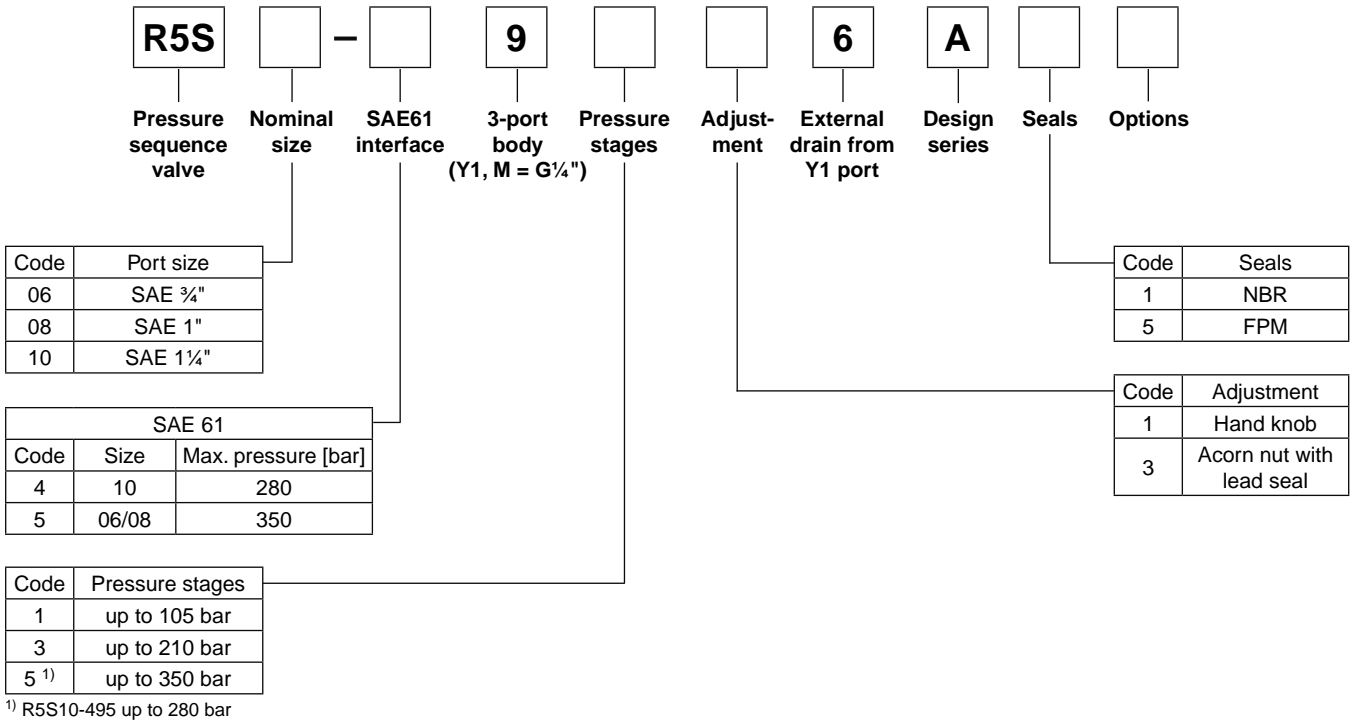 R5S – 9 6 A
Pressure sequence valve
Nominal size
SAE61 interface
3-port body (Y1, M = G¼")
Pressure stages
Adjust-ment
External drain from Y1 port
Design series
Seals
Options
Code Port size
06 SAE ¾"
08 SAE 1"
10 SAE 1¼"
SAE 61
Code Size Max. pressure [bar]
4 10 280
5 06/08 350
Code Pressure stages
1 up to 105 bar
3 up to 210 bar
5 1) up to 350 bar
1) R5S10-495 up to 280 bar
Code Seals
1 NBR
5 FPM
Code Adjustment
1 Hand knob
3 Acorn nut with lead seal